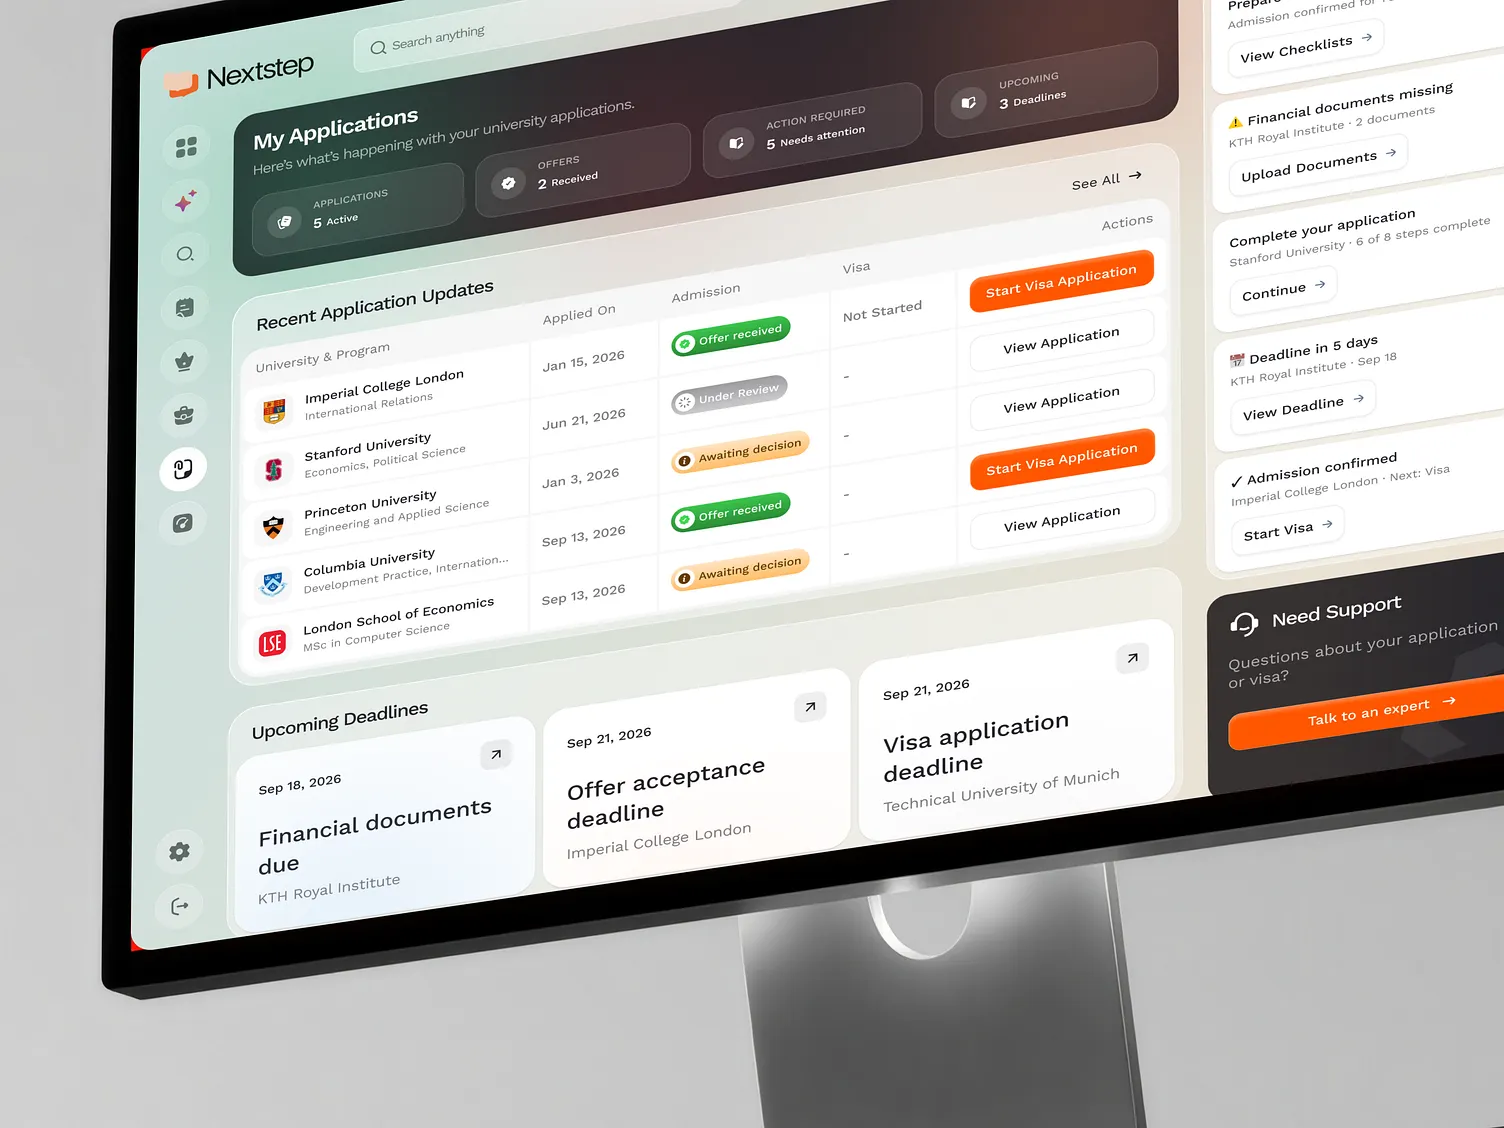 Nextstep
Search anything
My Applications
Here's what's happening with your university applications.
APPLICATIONS
5 Active
OFFERS
2 Received
ACTION REQUIRED
5 Needs attention
UPCOMING
3 Deadlines
Recent Application Updates
See All →
University & Program
Applied On
Admission
Visa
Actions
Imperial College London
International Relations
Jan 15, 2026
Offer received
Not Started
Start Visa Application
Stanford University
Economics, Political Science
Jun 21, 2026
Under Review
-
View Application
Princeton University
Engineering and Applied Science
Jan 3, 2026
Awaiting decision
-
View Application
Columbia University
Development Practice, Internation...
Sep 13, 2026
Offer received
-
Start Visa Application
LSE
London School of Economics
MSc in Computer Science
Sep 13, 2026
Awaiting decision
-
View Application
Upcoming Deadlines
Sep 18, 2026
Financial documents
due
KTH Royal Institute
Sep 21, 2026
Offer acceptance
deadline
Imperial College London
Sep 21, 2026
Visa application
deadline
Technical University of Munich
Admission confirmed for
View Checklists →
⚠️ Financial documents missing
KTH Royal Institute · 2 documents
Upload Documents →
Complete your application
Stanford University · 6 of 8 steps complete
Continue →
📅 Deadline in 5 days
KTH Royal Institute · Sep 18
View Deadline →
✓ Admission confirmed
Imperial College London · Next: Visa
Start Visa →
Need Support
Questions about your application
or visa?
Talk to an expert →